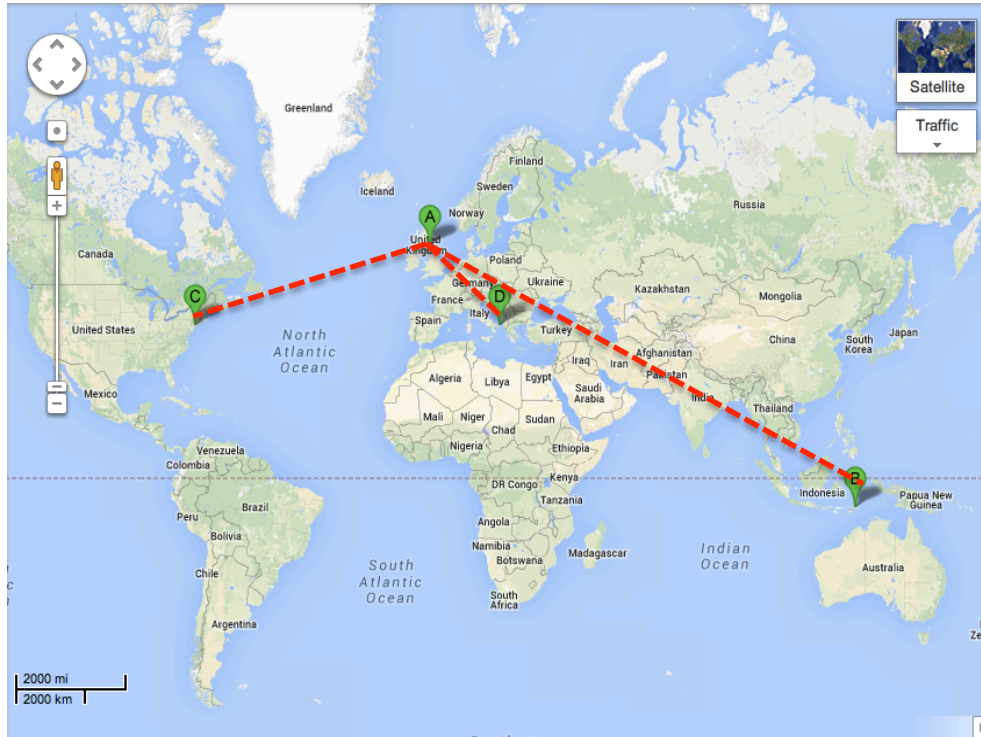 Satellite
Traffic
Greenland
Iceland
Finland
Sweden
Norway
Russia
A
United
Kingdom
Canada
Poland
Germany
Ukraine
C
D
France
Kazakhstan
Mongolia
Italy
United States
North
Atlantic
Ocean
Spain
Turkey
China
South
Korea
Japan
Iraq
Iran
Afghanistan
Pakistan
Algeria
Libya
Egypt
Saudi
Arabia
India
Mexico
Mali
Niger
Chad
Sudan
Thailand
Nigeria
Ethiopia
Venezuela
Colombia
Kenya
B
DR Congo
Indonesia
Papua New
Guinea
Tanzania
Brazil
Peru
Angola
Bolivia
Namibia
Botswana
Madagascar
Indian
Ocean
Australia
South
Atlantic
Ocean
Chile
South
Africa
Argentina
2000 mi
2000 km